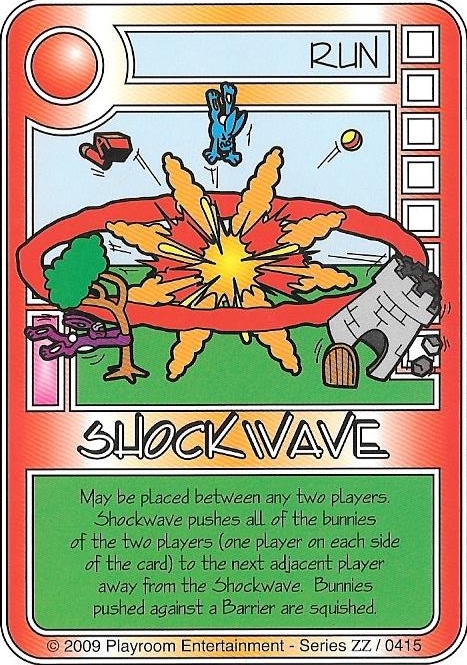 RUN
SHOCKWAVE
May be placed between any two players.
Shockwave pushes all of the bunnies
of the two players (one player on each side
of the card) to the next adjacent player
away from the Shockwave. Bunnies
pushed against a Barrier are squished.
© 2009 Playroom Entertainment - Series ZZ / 0415